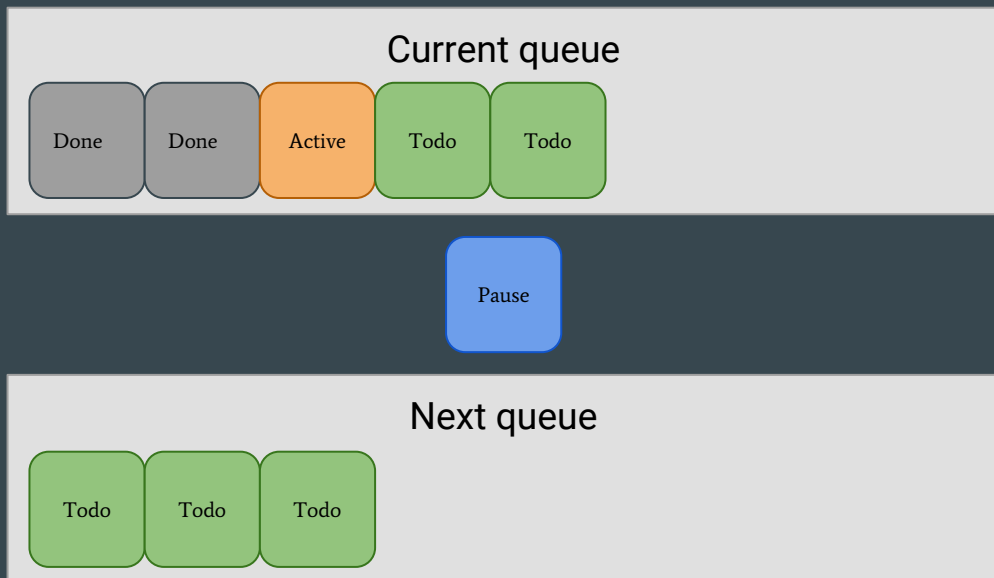 Current queue
Done Done Active Todo Todo
Pause
Next queue
Todo Todo Todo